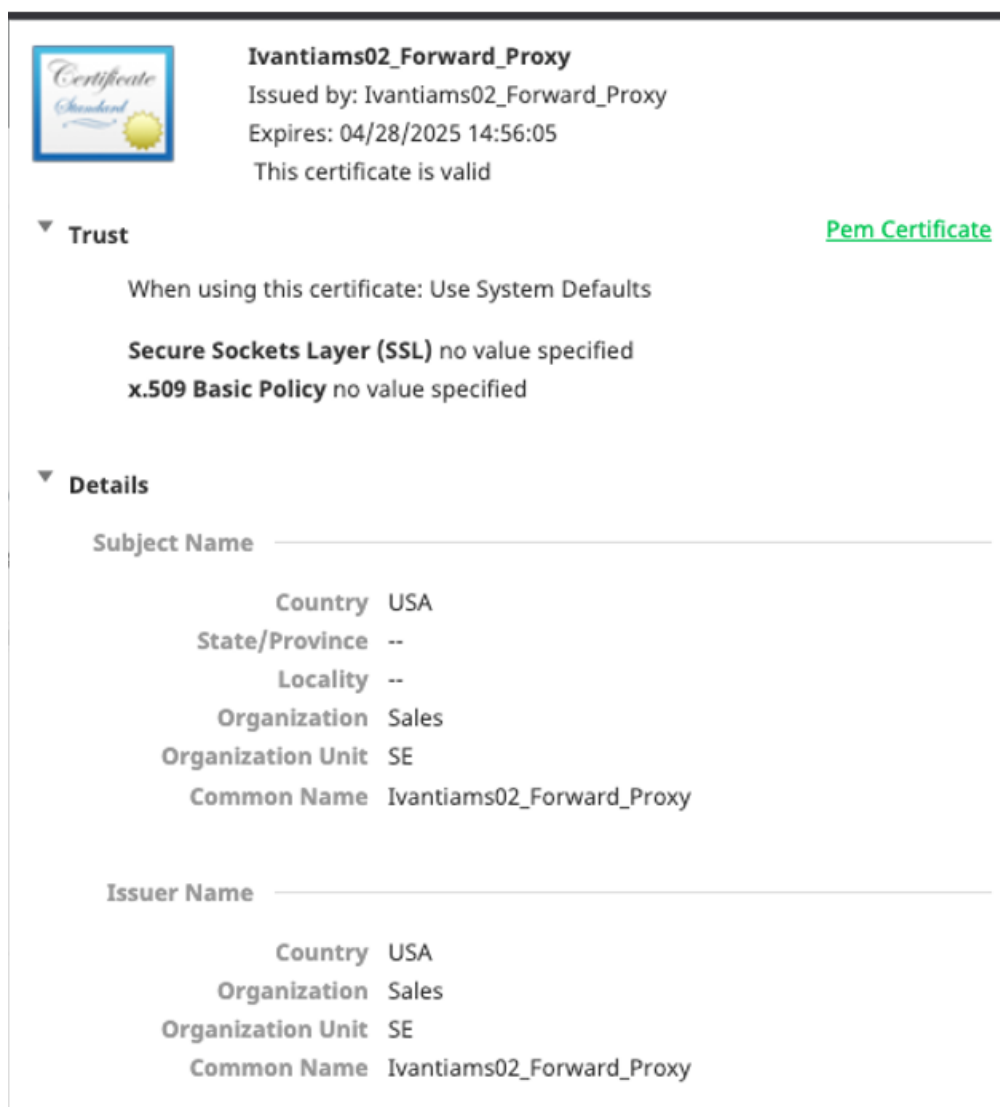 Certificate
Standard
Ivantiams02_Forward_Proxy
Issued by: Ivantiams02_Forward_Proxy
Expires: 04/28/2025 14:56:05
This certificate is valid
Trust
Pem Certificate
When using this certificate: Use System Defaults
Secure Sockets Layer (SSL) no value specified
x.509 Basic Policy no value specified
Details
Subject Name
Country USA
State/Province --
Locality --
Organization Sales
Organization Unit SE
Common Name Ivantiams02_Forward_Proxy
Issuer Name
Country USA
Organization Sales
Organization Unit SE
Common Name Ivantiams02_Forward_Proxy